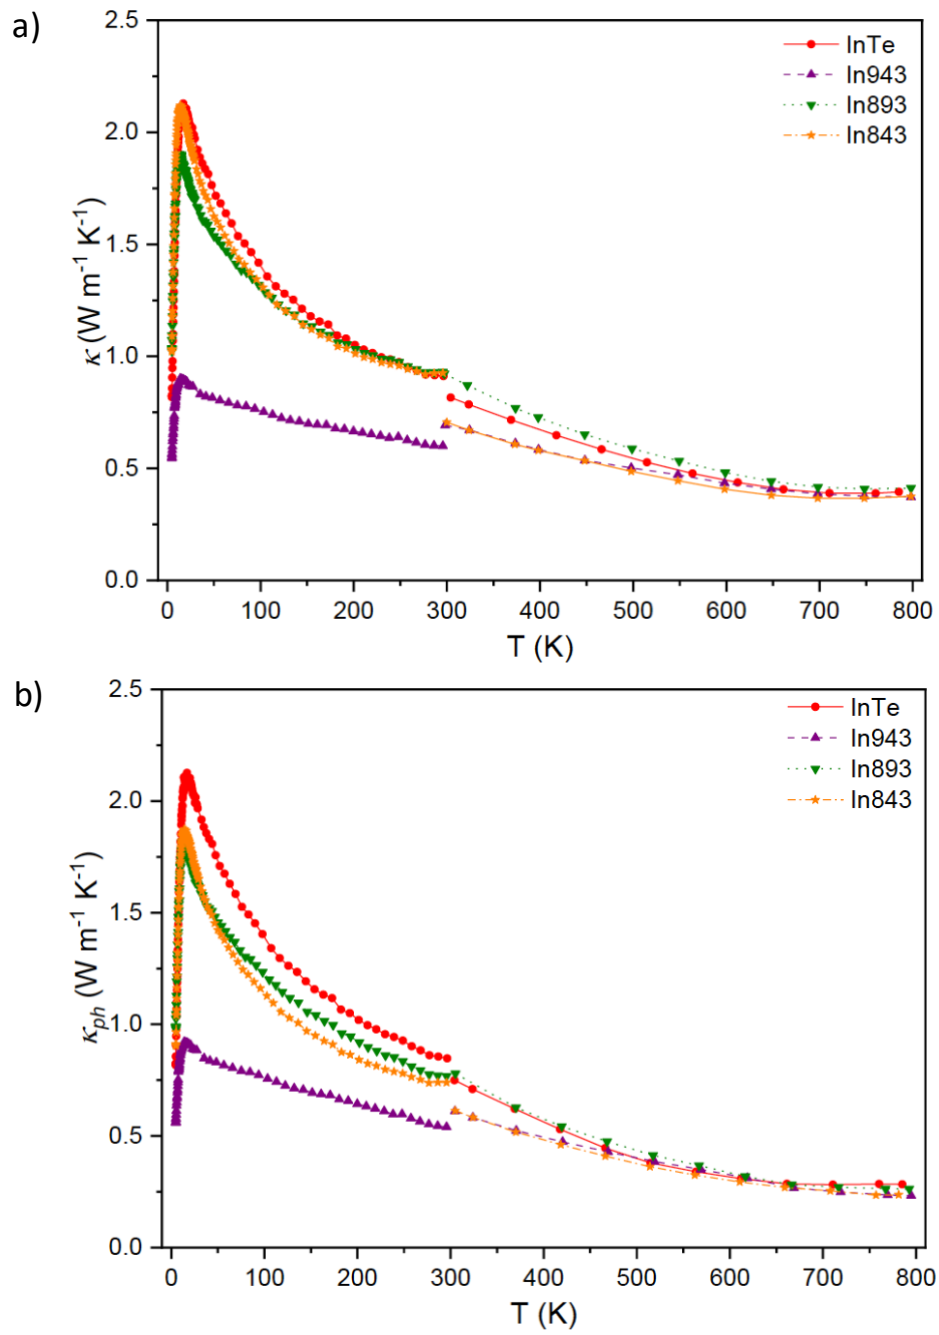 a)
2.5
2.0
1.5
1.0
0.5
0.0
κ (W m⁻¹ K⁻¹)
InTe
In943
In893
In843
0 100 200 300 400 500 600 700 800
T (K)
b)
2.5
2.0
1.5
1.0
0.5
0.0
κₚₕ (W m⁻¹ K⁻¹)
InTe
In943
In893
In843
0 100 200 300 400 500 600 700 800
T (K)